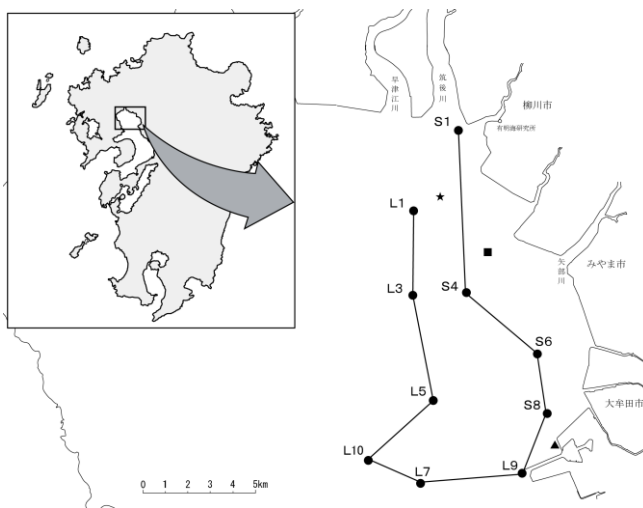 早津江川
筑後川
柳川市
有明海研究所
S1
L1
★
■
矢部川
みやま市
S4
L3
S6
L5
S8
大牟田市
▲
L10
L7
L9
0 1 2 3 4 5km